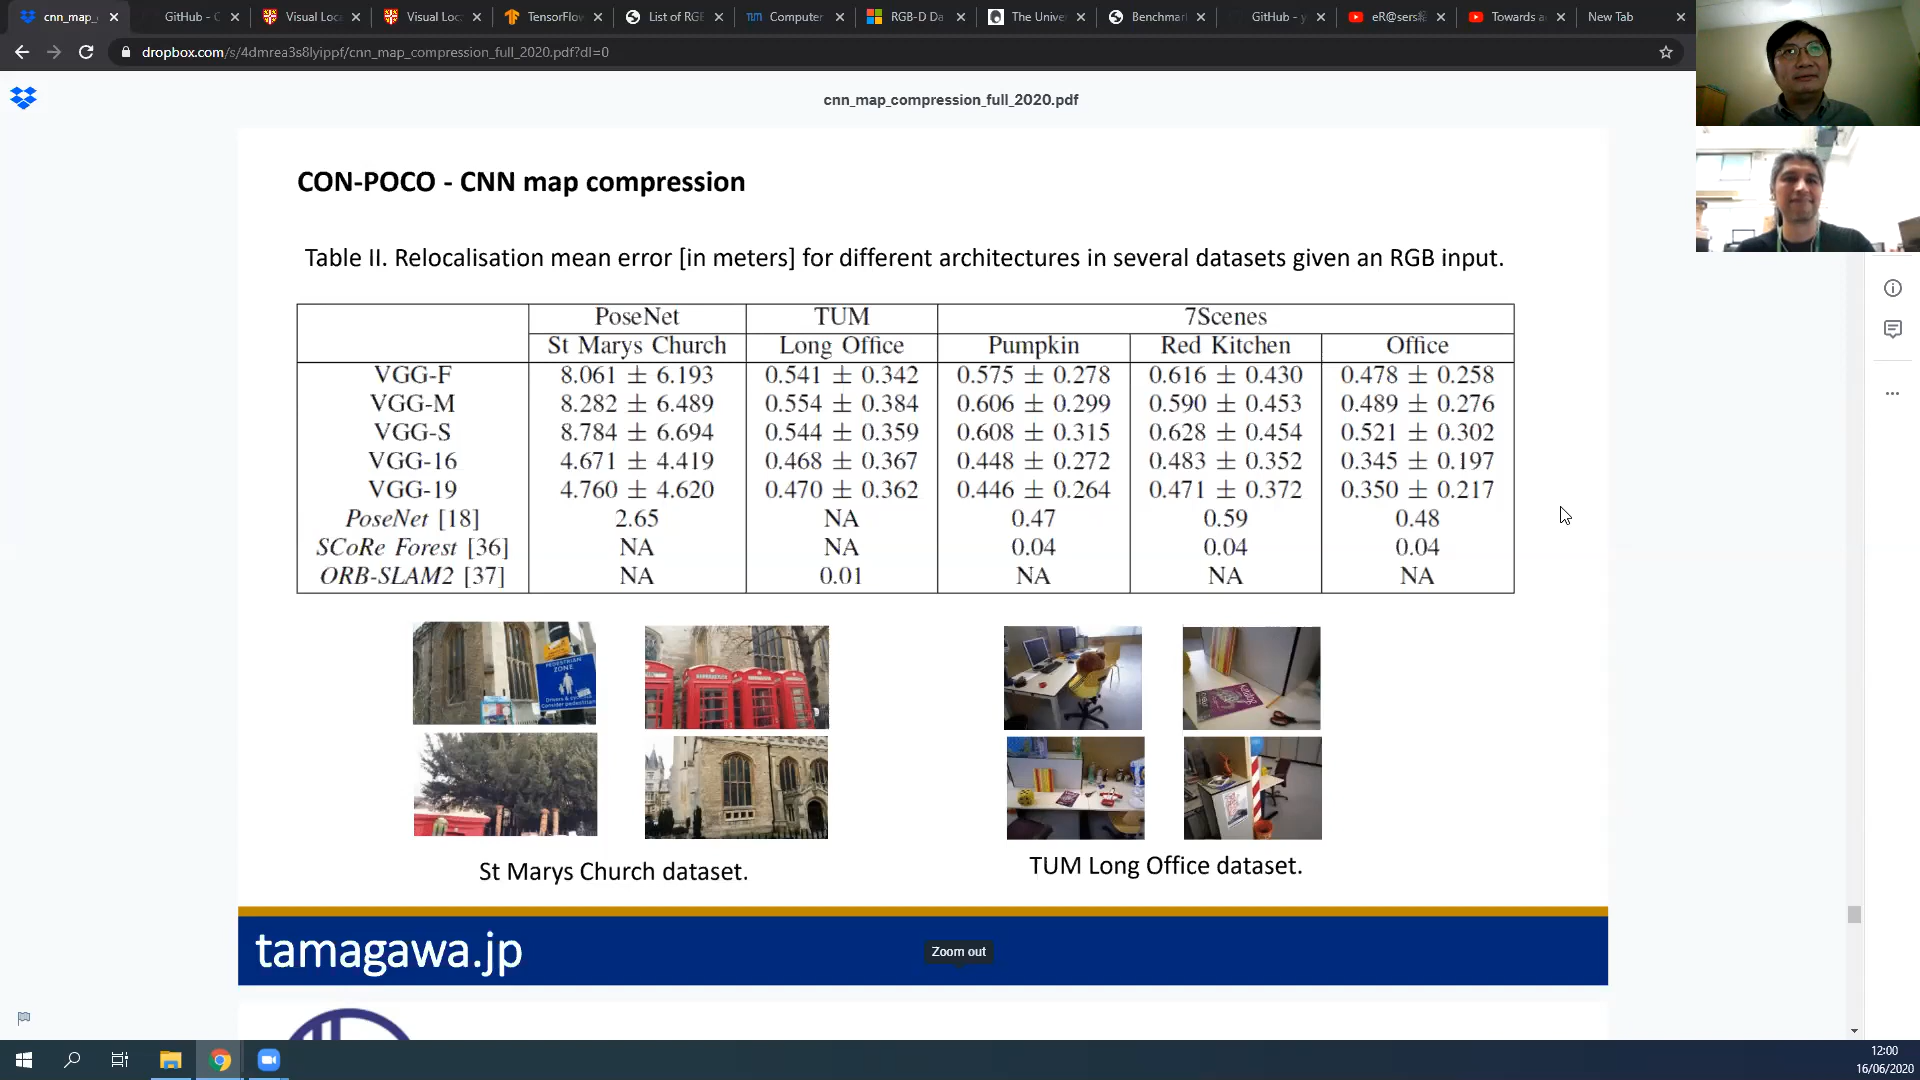 cnn_map_
GitHub - C
Visual Loc
Visual Loc
TensorFlow
List of RGB
Computer
RGB-D Da
The Unive
Benchmar
GitHub - y
eR@sers
Towards a
New Tab
dropbox.com/s/4dmrea3s8lyippf/cnn_map_compression_full_2020.pdf?dl=0
cnn_map_compression_full_2020.pdf
CON-POCO - CNN map compression
Table II. Relocalisation mean error [in meters] for different architectures in several datasets given an RGB input.
PoseNet TUM 7Scenes
St Marys Church Long Office Pumpkin Red Kitchen Office
VGG-F 8.061 ± 6.193 0.541 ± 0.342 0.575 ± 0.278 0.616 ± 0.430 0.478 ± 0.258
VGG-M 8.282 ± 6.489 0.554 ± 0.384 0.606 ± 0.299 0.590 ± 0.453 0.489 ± 0.276
VGG-S 8.784 ± 6.694 0.544 ± 0.359 0.608 ± 0.315 0.628 ± 0.454 0.521 ± 0.302
VGG-16 4.671 ± 4.419 0.468 ± 0.367 0.448 ± 0.272 0.483 ± 0.352 0.345 ± 0.197
VGG-19 4.760 ± 4.620 0.470 ± 0.362 0.446 ± 0.264 0.471 ± 0.372 0.350 ± 0.217
PoseNet [18] 2.65 NA 0.47 0.59 0.48
SCoRe Forest [36] NA NA 0.04 0.04 0.04
ORB-SLAM2 [37] NA 0.01 NA NA NA
PEDESTRIAN
ZONE
St Marys Church dataset.
TUM Long Office dataset.
tamagawa.jp
Zoom out
12:00
16/06/2020